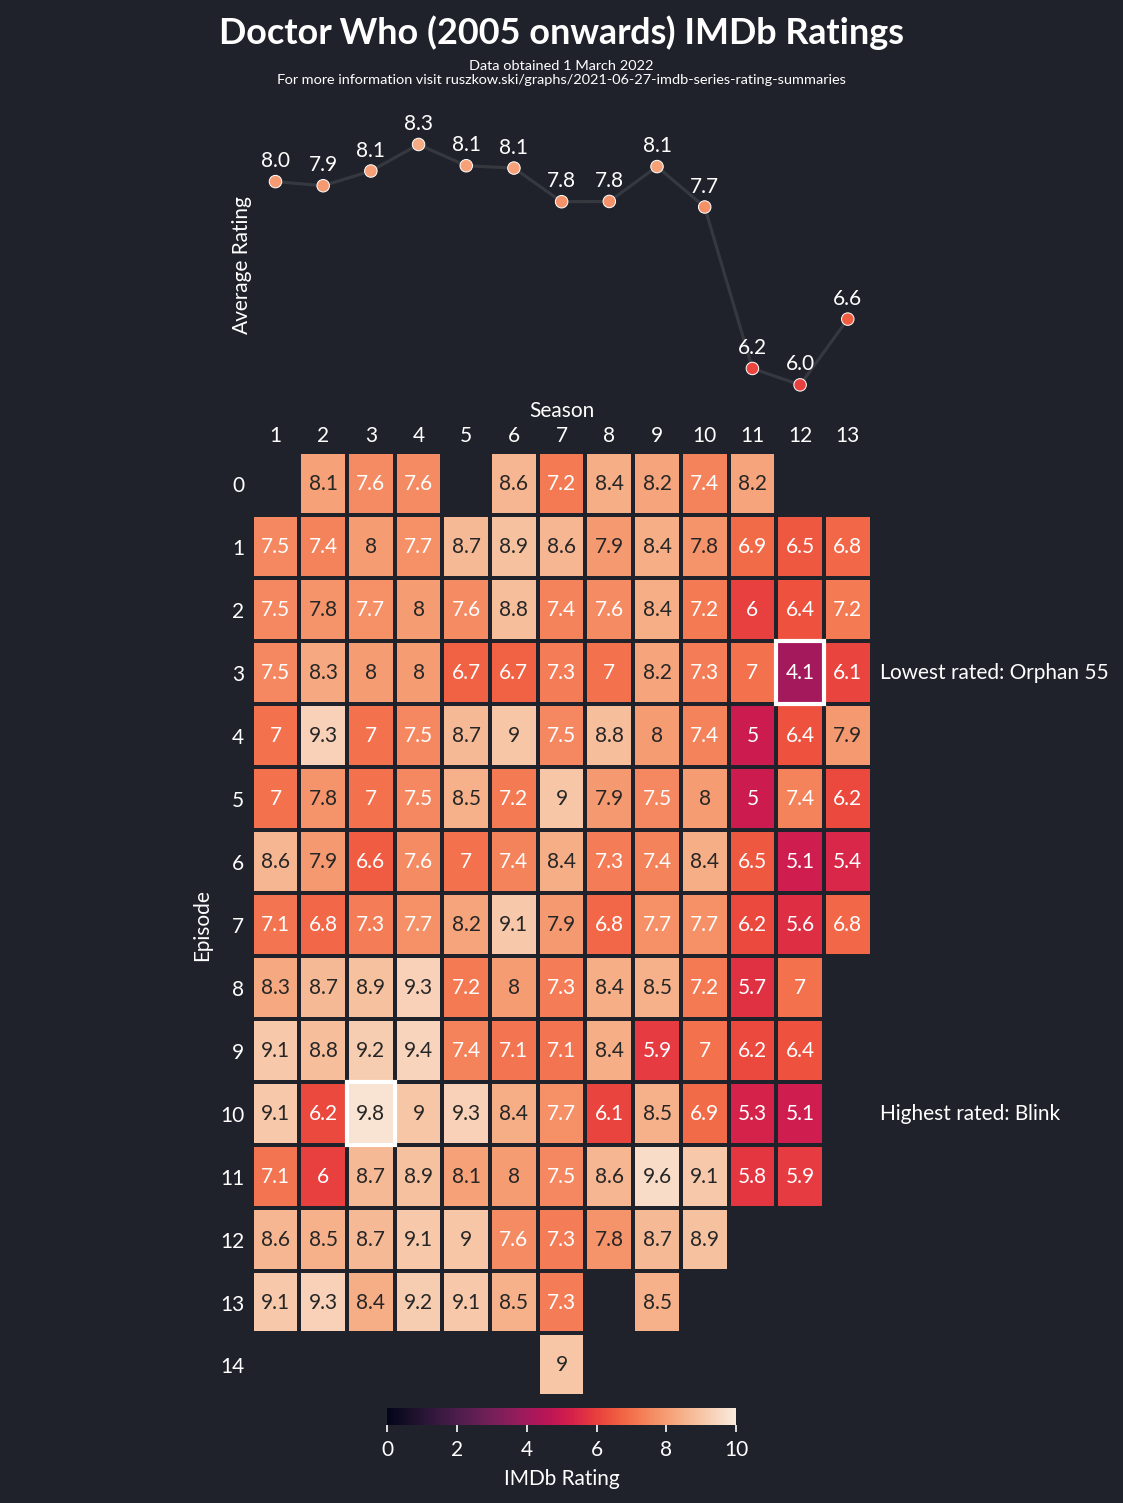 Doctor Who (2005 onwards) IMDb Ratings
Data obtained 1 March 2022
For more information visit ruszkow.ski/graphs/2021-06-27-imdb-series-rating-summaries
8.0 7.9 8.1 8.3 8.1 8.1 7.8 7.8 8.1 7.7 6.2 6.0 6.6
Average Rating
Season
1 2 3 4 5 6 7 8 9 10 11 12 13
0 8.1 7.6 7.6 8.6 7.2 8.4 8.2 7.4 8.2
1 7.5 7.4 8 7.7 8.7 8.9 8.6 7.9 8.4 7.8 6.9 6.5 6.8
2 7.5 7.8 7.7 8 7.6 8.8 7.4 7.6 8.4 7.2 6 6.4 7.2
3 7.5 8.3 8 8 6.7 6.7 7.3 7 8.2 7.3 7 4.1 6.1 Lowest rated: Orphan 55
4 7 9.3 7 7.5 8.7 9 7.5 8.8 8 7.4 5 6.4 7.9
5 7 7.8 7 7.5 8.5 7.2 9 7.9 7.5 8 5 7.4 6.2
6 8.6 7.9 6.6 7.6 7 7.4 8.4 7.3 7.4 8.4 6.5 5.1 5.4
Episode
7 7.1 6.8 7.3 7.7 8.2 9.1 7.9 6.8 7.7 7.7 6.2 5.6 6.8
8 8.3 8.7 8.9 9.3 7.2 8 7.3 8.4 8.5 7.2 5.7 7
9 9.1 8.8 9.2 9.4 7.4 7.1 7.1 8.4 5.9 7 6.2 6.4
10 9.1 6.2 9.8 9 9.3 8.4 7.7 6.1 8.5 6.9 5.3 5.1 Highest rated: Blink
11 7.1 6 8.7 8.9 8.1 8 7.5 8.6 9.6 9.1 5.8 5.9
12 8.6 8.5 8.7 9.1 9 7.6 7.3 7.8 8.7 8.9
13 9.1 9.3 8.4 9.2 9.1 8.5 7.3 8.5
14 9
0 2 4 6 8 10
IMDb Rating